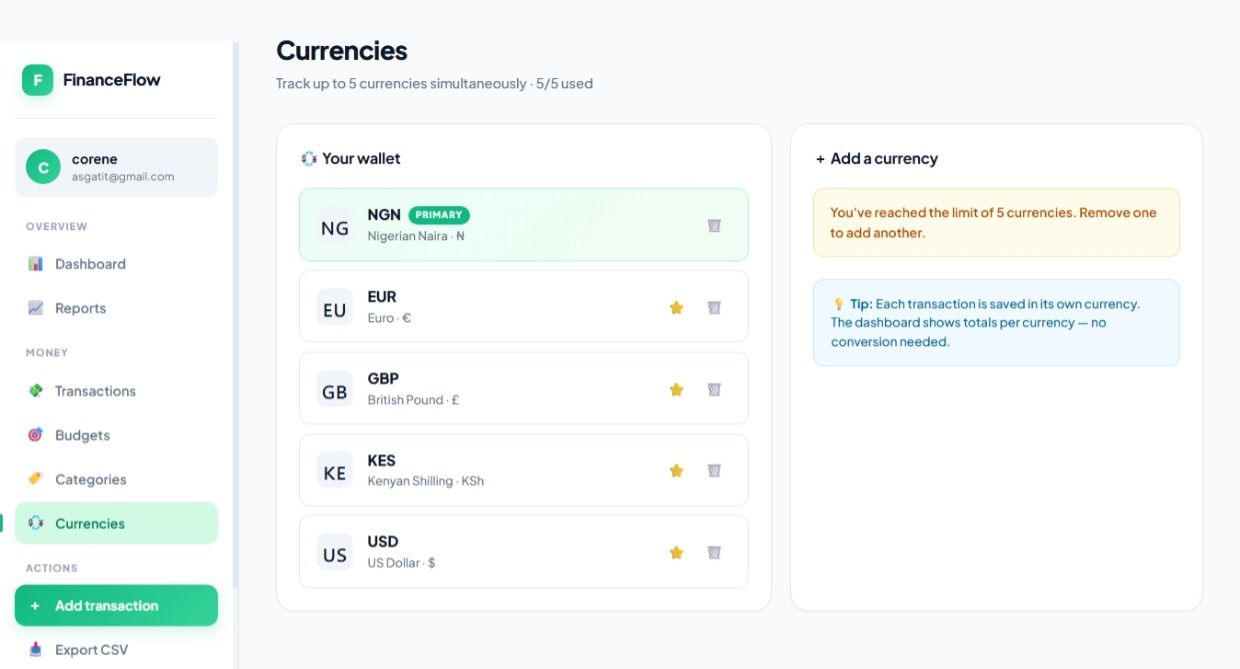 F FinanceFlow
C
corene
asgatit@gmail.com
OVERVIEW
Dashboard
Reports
MONEY
Transactions
Budgets
Categories
Currencies
ACTIONS
+ Add transaction
Export CSV
Currencies
Track up to 5 currencies simultaneously · 5/5 used
Your wallet
NG
NGN PRIMARY
Nigerian Naira · ₦
EU
EUR
Euro · €
GB
GBP
British Pound · £
KE
KES
Kenyan Shilling · KSh
US
USD
US Dollar · $
+ Add a currency
You've reached the limit of 5 currencies. Remove one
to add another.
Tip: Each transaction is saved in its own currency.
The dashboard shows totals per currency — no
conversion needed.